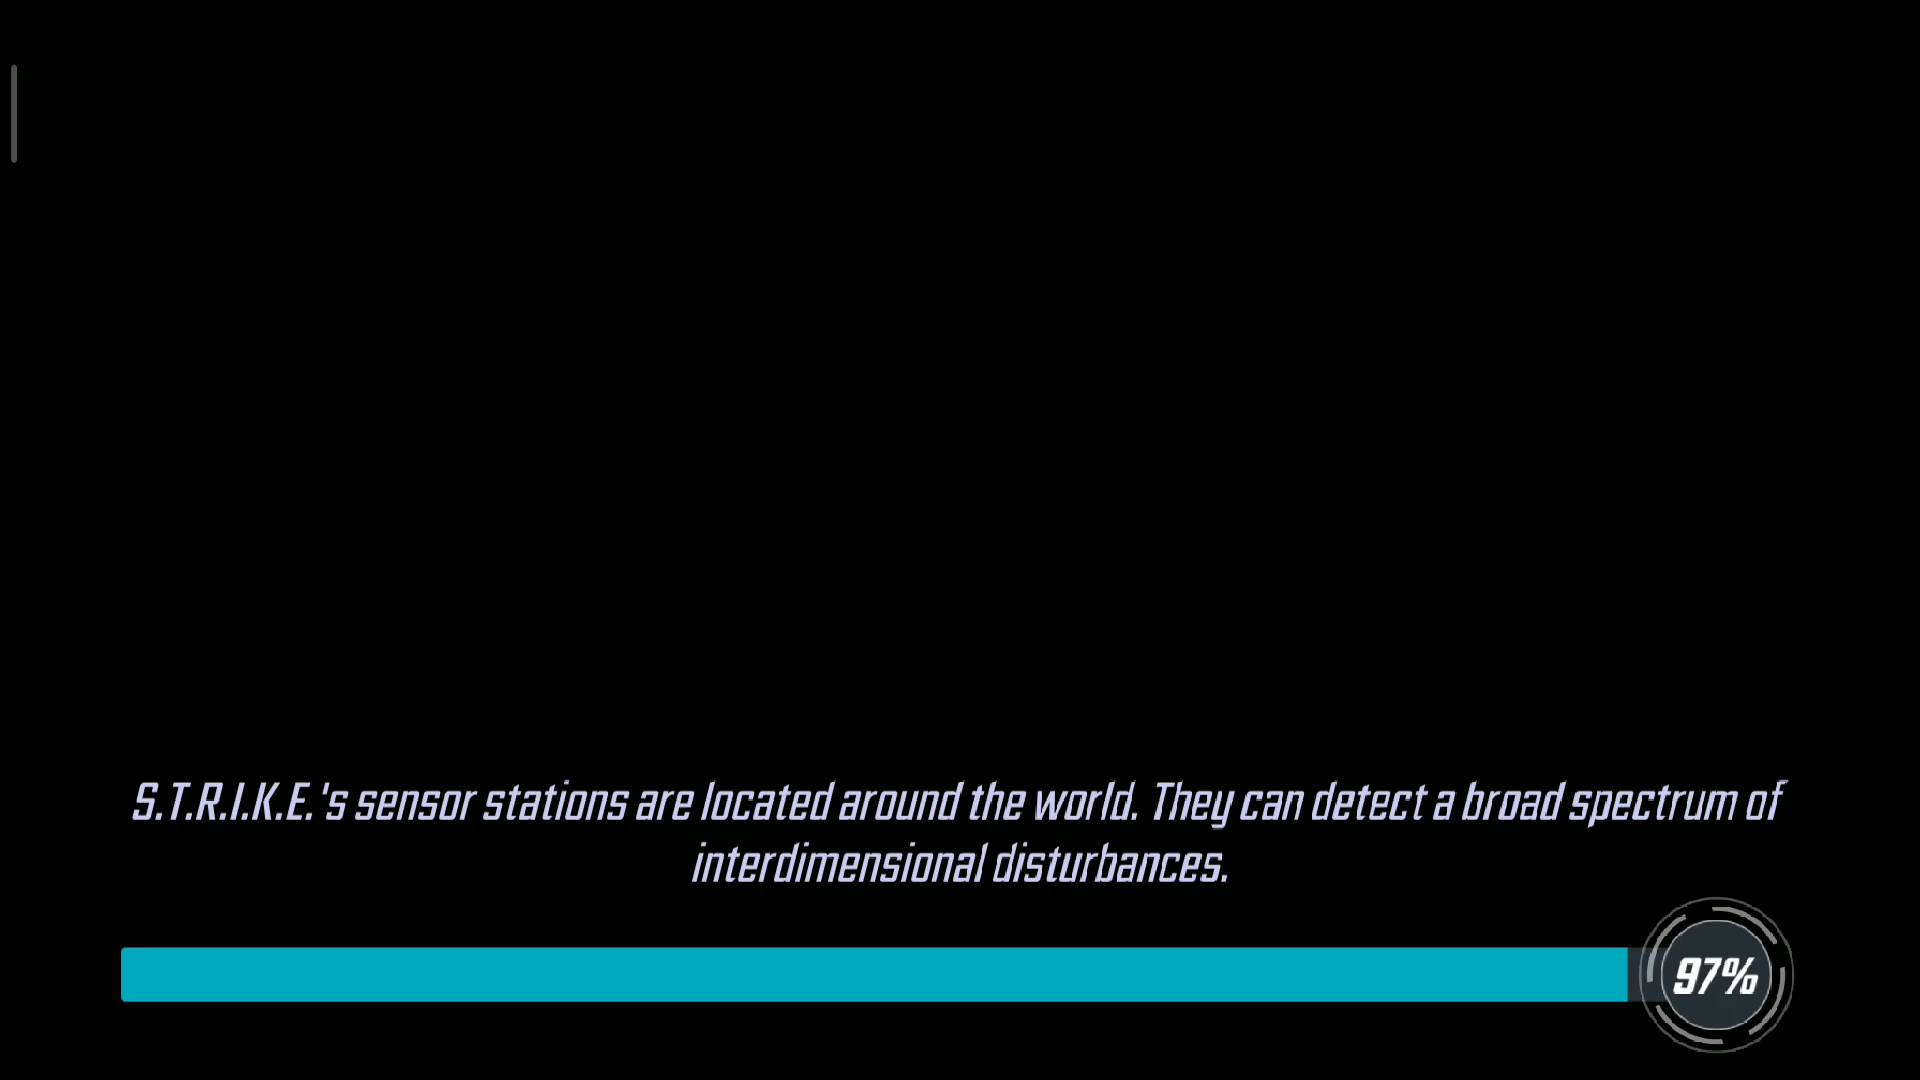 S.T.R.I.K.E.'s sensor stations are located around the world. They can detect a broad spectrum of
interdimensional disturbances.
97%